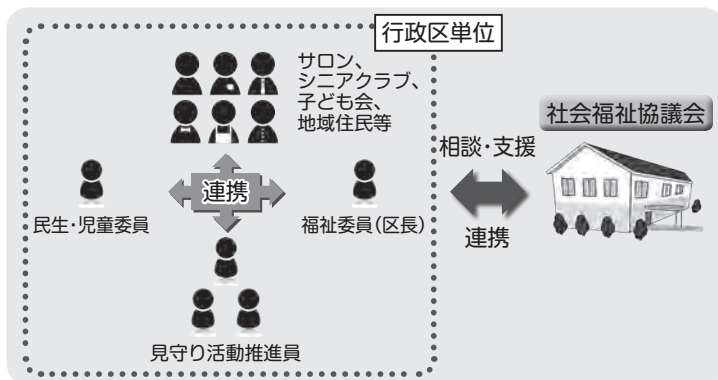 行政区単位
サロン、
シニアクラブ、
子ども会、
地域住民等
社会福祉協議会
相談・支援
連携
連携
民生・児童委員
福祉委員(区長)
見守り活動推進員